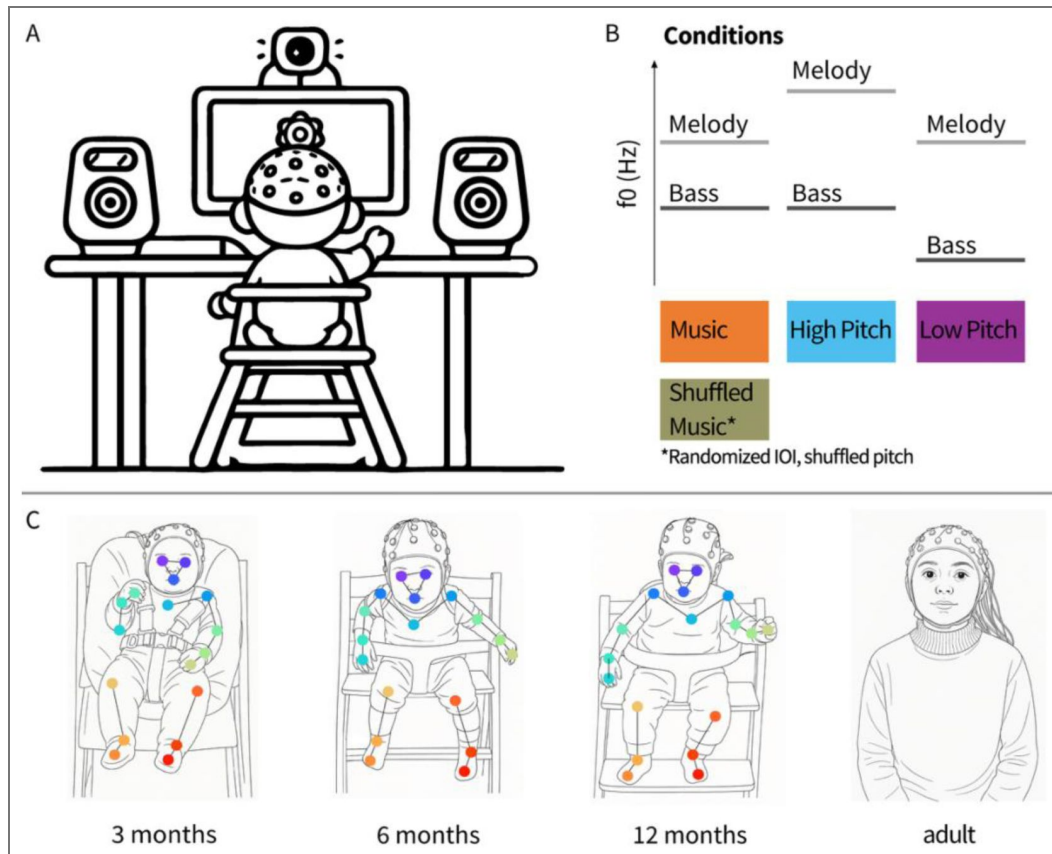 A
B
Conditions
f0 (Hz)
Melody
Melody
Melody
Bass
Bass
Bass
Music
High Pitch
Low Pitch
Shuffled
Music*
*Randomized IOI, shuffled pitch
C
3 months
6 months
12 months
adult